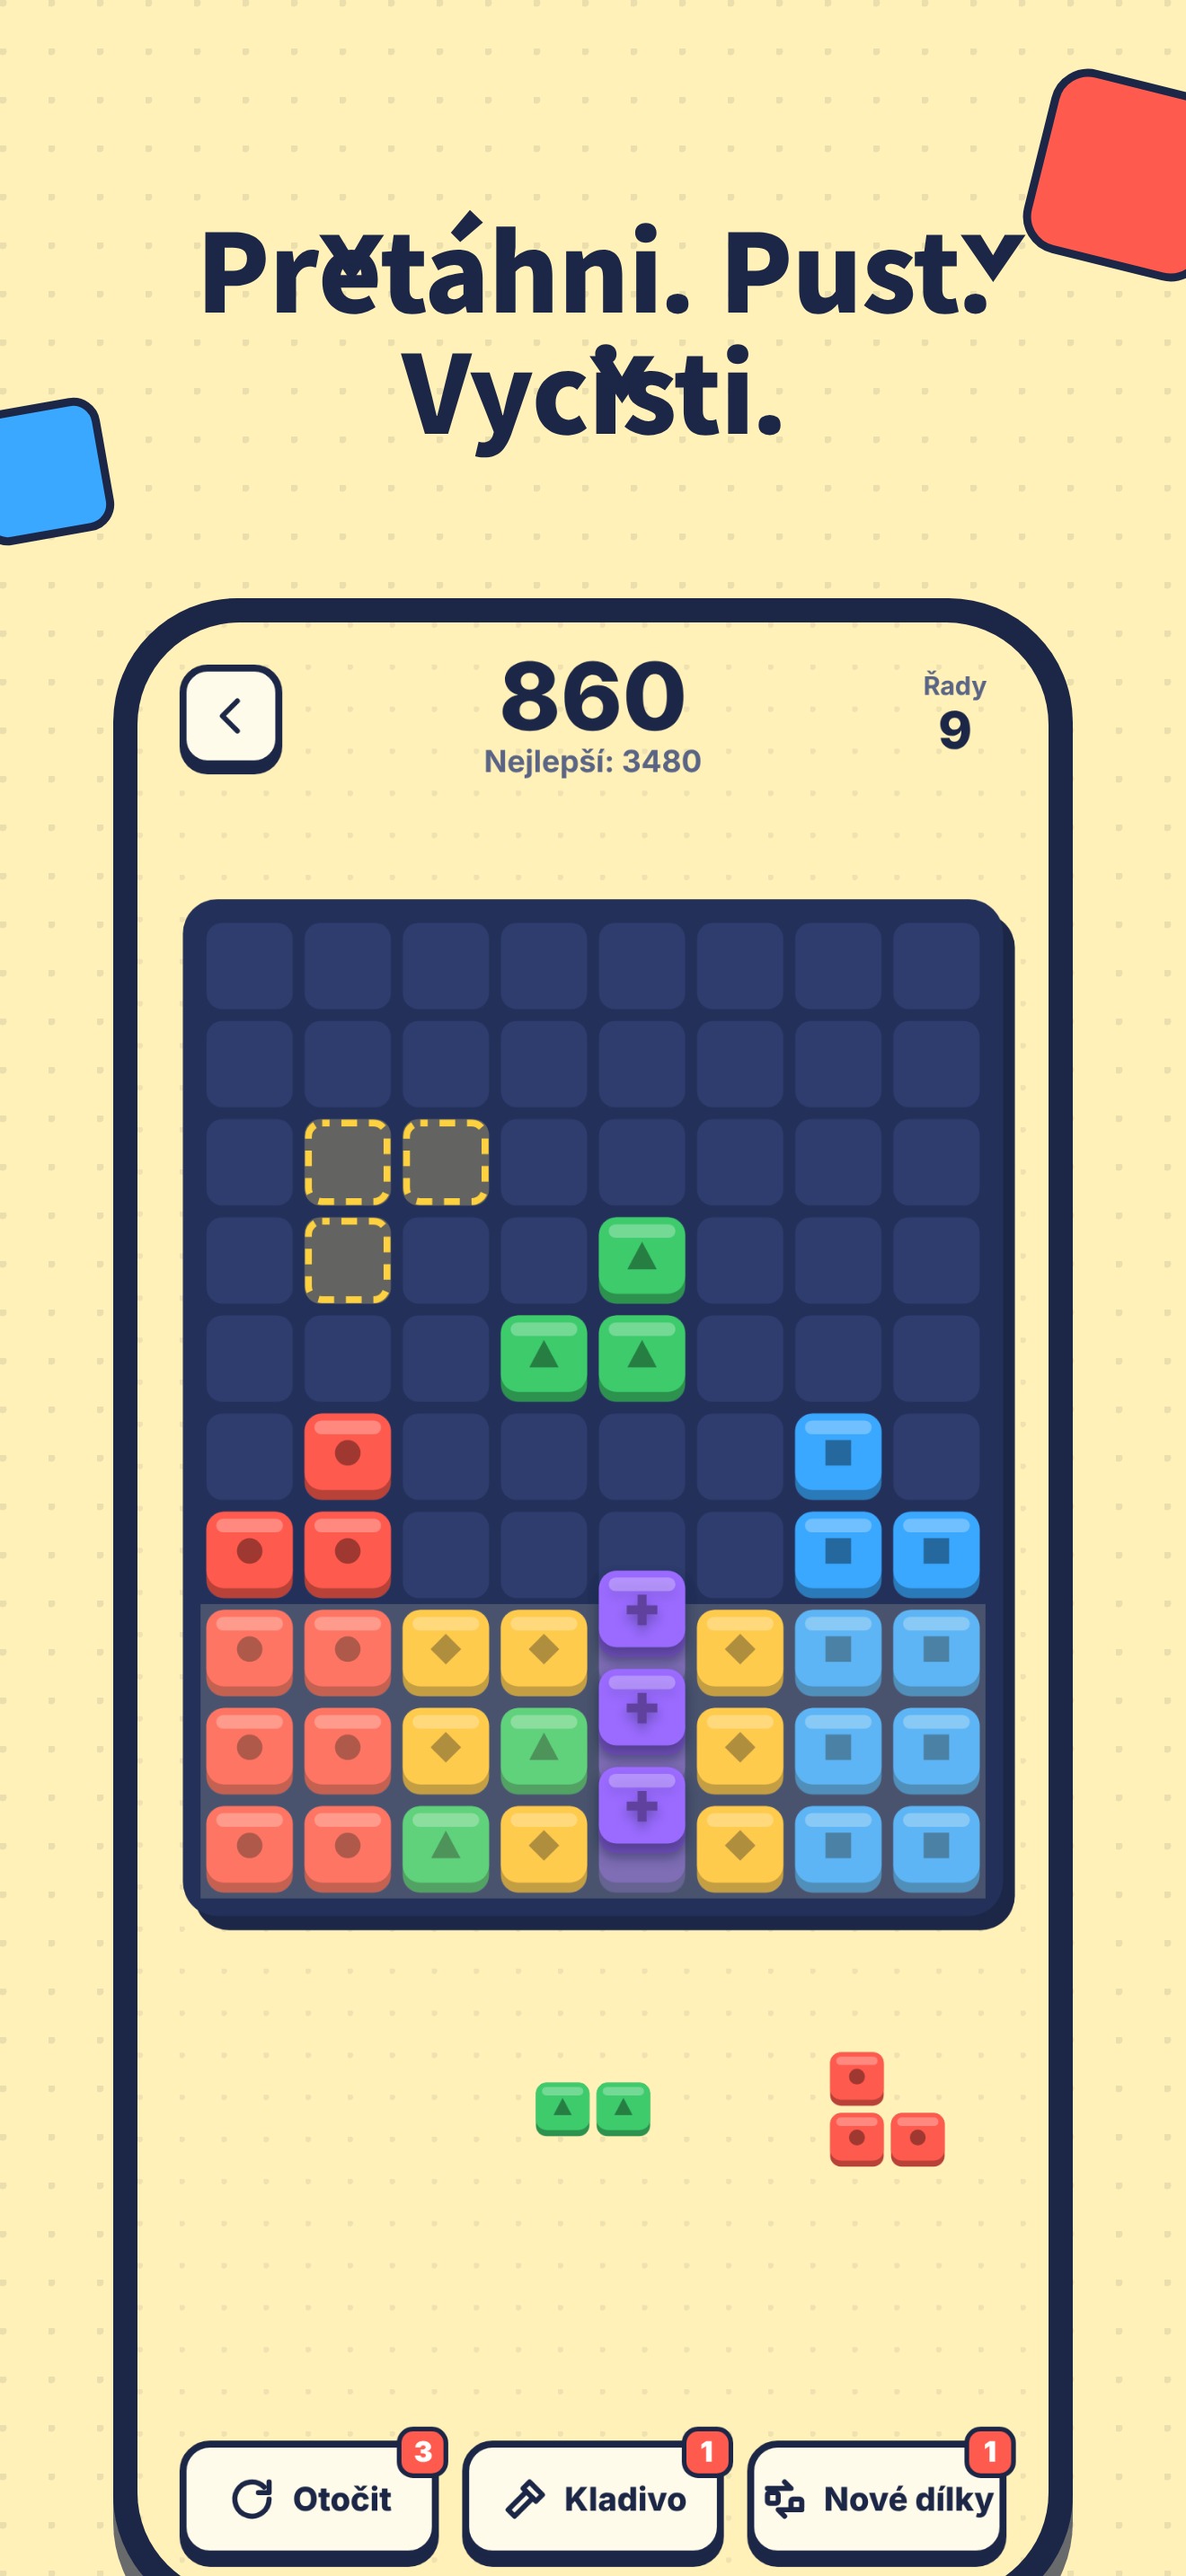 Přetáhni. Pusť.
Vyčisti.
860
Nejlepší: 3480
Řady
9
3
Otočit
1
Kladivo
1
Nové dílky